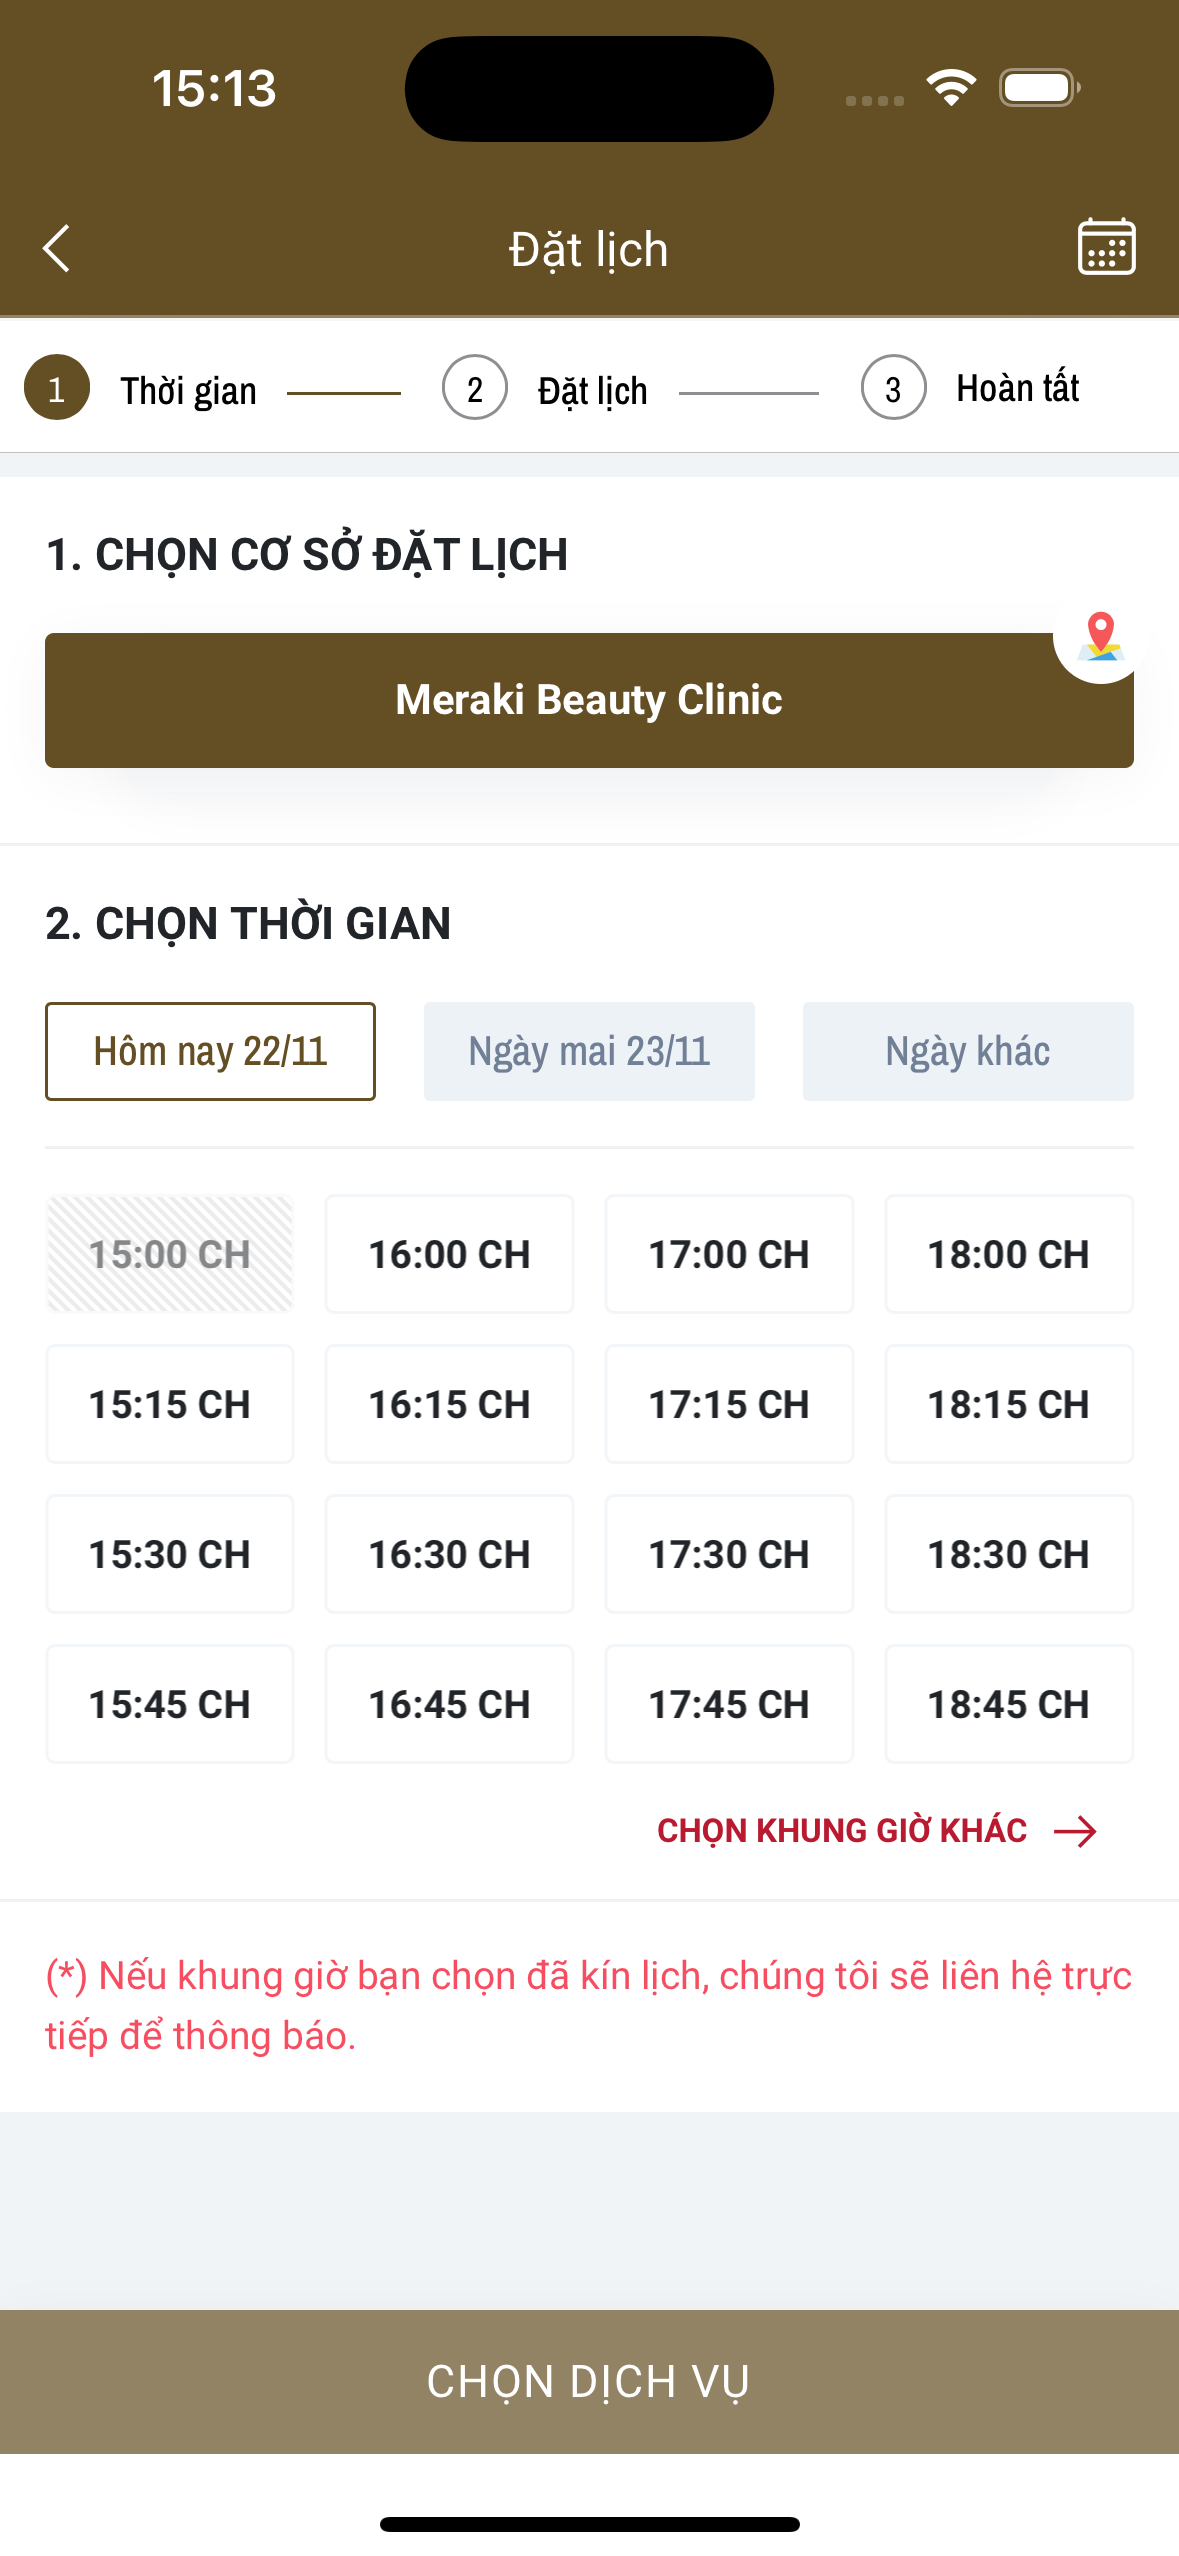 15:13
Đặt lịch
1 Thời gian 2 Đặt lịch 3 Hoàn tất
1. CHỌN CƠ SỞ ĐẶT LỊCH
Meraki Beauty Clinic
2. CHỌN THỜI GIAN
Hôm nay 22/11 Ngày mai 23/11 Ngày khác
15:00 CH 16:00 CH 17:00 CH 18:00 CH
15:15 CH 16:15 CH 17:15 CH 18:15 CH
15:30 CH 16:30 CH 17:30 CH 18:30 CH
15:45 CH 16:45 CH 17:45 CH 18:45 CH
CHỌN KHUNG GIỜ KHÁC
(*) Nếu khung giờ bạn chọn đã kín lịch, chúng tôi sẽ liên hệ trực
tiếp để thông báo.
CHỌN DỊCH VỤ